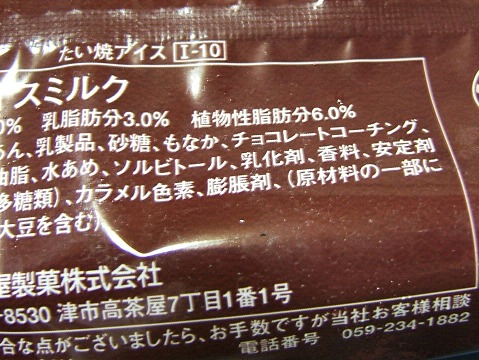 たい焼アイス I-10
スミルク
0% 乳脂肪分3.0% 植物性脂肪分6.0%
あん、乳製品、砂糖、もなか、チョコレートコーチング、
油脂、水あめ、ソルビトール、乳化剤、香料、安定剤
多糖類)、カラメル色素、膨脹剤、(原材料の一部に
大豆を含む)
屋製菓株式会社
-8530 津市高茶屋7丁目1番1号
合な点がございましたら、お手数ですが当社お客様相談
電話番号 059-234-1882